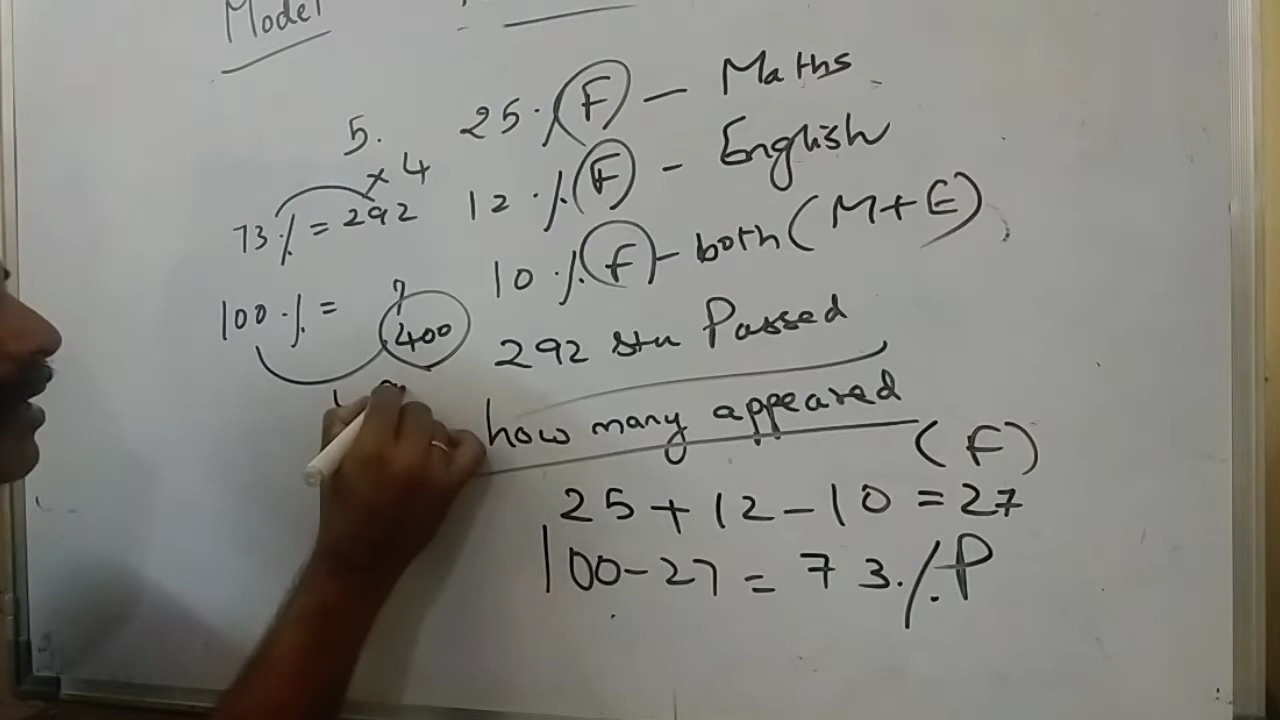 Model
25 % (F) - Maths
12 % (F) - English
10 % (F) - both (M+E)
292 stu Passed
how many appeared
(F)
25 + 12 - 10 = 27
100 - 27 = 73 % P
5.
× 4
73 % = 292
100 % = ?
400